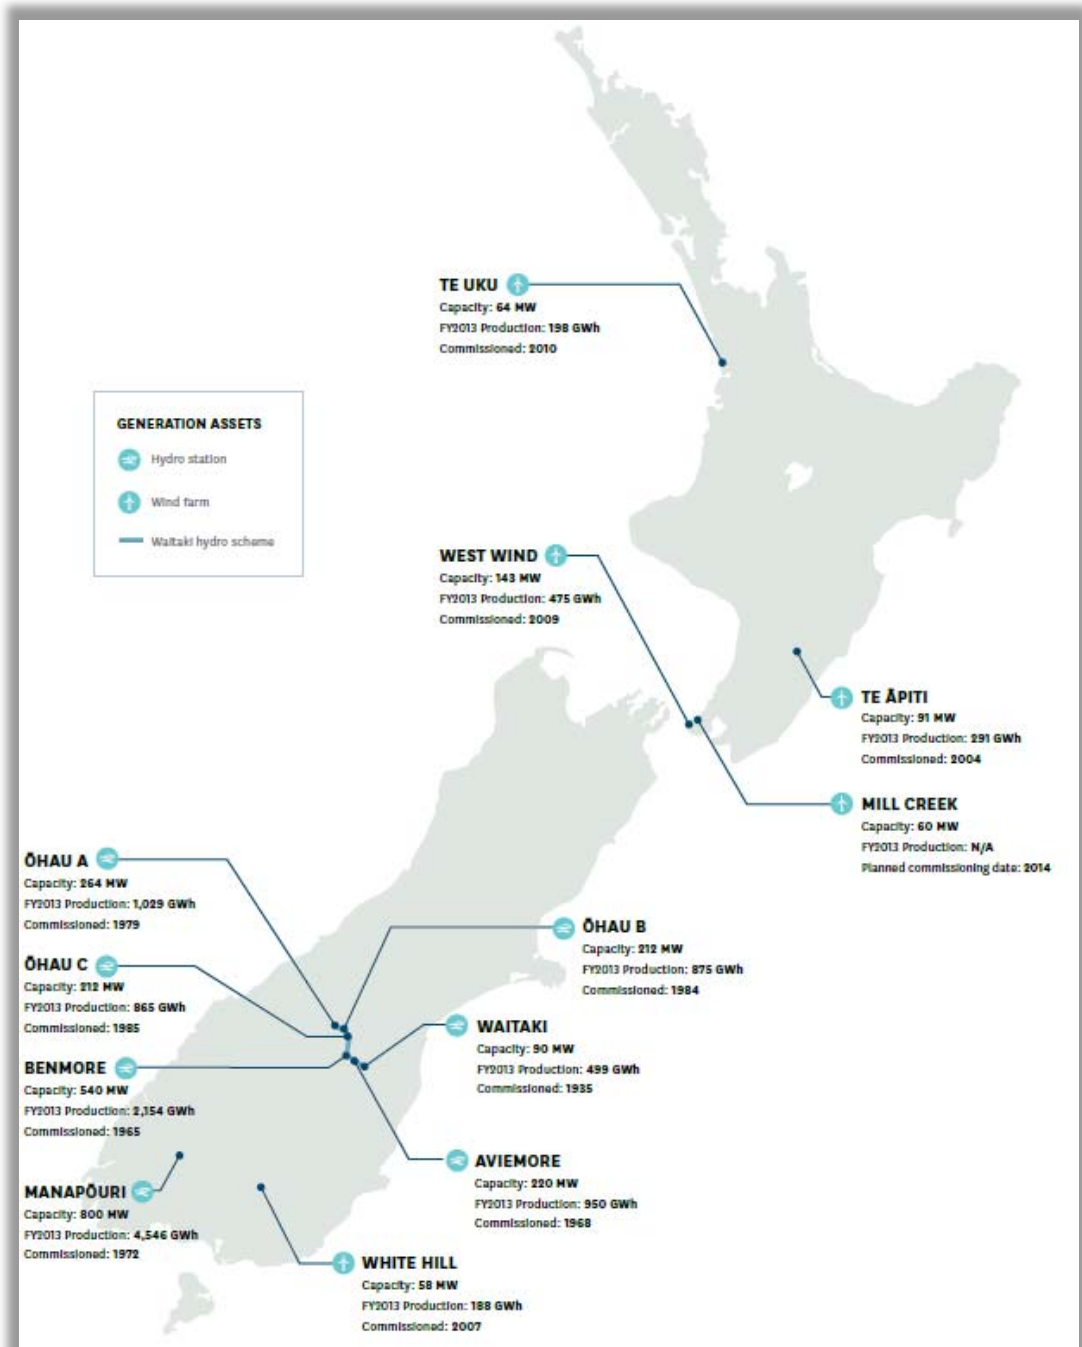 TE UKU
Capacity: 64 MW
FY2013 Production: 198 GWh
Commissioned: 2010
GENERATION ASSETS
Hydro station
Wind farm
Waitaki hydro scheme
WEST WIND
Capacity: 143 MW
FY2013 Production: 475 GWh
Commissioned: 2009
TE ĀPITI
Capacity: 91 MW
FY2013 Production: 291 GWh
Commissioned: 2004
MILL CREEK
Capacity: 60 MW
FY2013 Production: N/A
Planned commissioning date: 2014
ŌHAU A
Capacity: 264 MW
FY2013 Production: 1,029 GWh
Commissioned: 1979
ŌHAU B
Capacity: 212 MW
FY2013 Production: 875 GWh
Commissioned: 1984
ŌHAU C
Capacity: 212 MW
FY2013 Production: 865 GWh
Commissioned: 1985
WAITAKI
Capacity: 90 MW
FY2013 Production: 499 GWh
Commissioned: 1935
BENMORE
Capacity: 540 MW
FY2013 Production: 2,154 GWh
Commissioned: 1965
AVIEMORE
Capacity: 220 MW
FY2013 Production: 950 GWh
Commissioned: 1968
MANAPŌURI
Capacity: 800 MW
FY2013 Production: 4,546 GWh
Commissioned: 1972
WHITE HILL
Capacity: 58 MW
FY2013 Production: 188 GWh
Commissioned: 2007